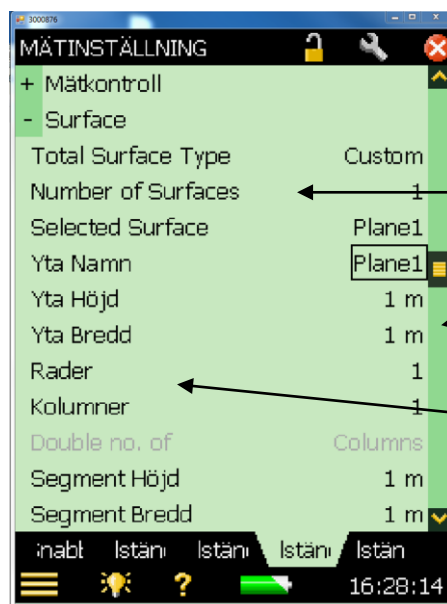 3000876
MÄTINSTÄLLNING
+ Mätkontroll
- Surface
Total Surface Type Custom
Number of Surfaces 1
Selected Surface Plane1
Yta Namn Plane1
Yta Höjd 1 m
Yta Bredd 1 m
Rader 1
Kolumner 1
Double no. of Columns
Segment Höjd 1 m
Segment Bredd 1 m
Istän Istän Istän Istän
? 16:28:14